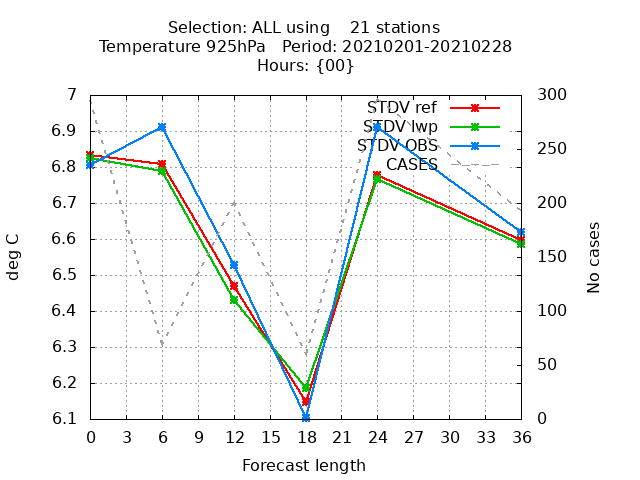 Selection: ALL using    21 stations
Temperature 925hPa   Period: 20210201-20210228
Hours: {00}
7
6.9
6.8
6.7
6.6
6.5
6.4
6.3
6.2
6.1
deg C
STDV ref
STDV lwp
STDV OBS
CASES
300
250
200
150
100
50
0
No cases
0 3 6 9 12 15 18 21 24 27 30 33 36
Forecast length